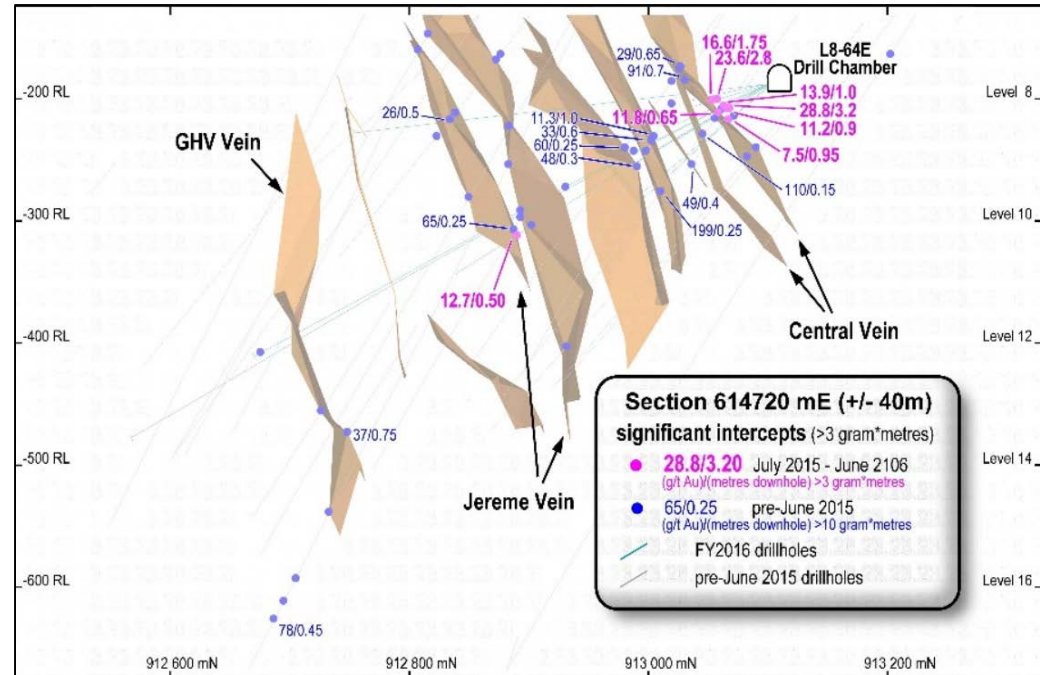 16.6/1.75
23.6/2.8
L8-64E
Drill Chamber
29/0.65
91/0.7
-200 RL
Level 8
13.9/1.0
28.8/3.2
11.2/0.9
7.5/0.95
26/0.5
11.3/1.0
11.8/0.65
33/0.6
60/0.25
48/0.3
GHV Vein
110/0.15
49/0.4
199/0.25
-300 RL
Level 10
65/0.25
12.7/0.50
Central Vein
-400 RL
Level 12
37/0.75
-500 RL
Level 14
Jereme Vein
Section 614720 mE (+/- 40m)
significant intercepts (>3 gram*metres)
28.8/3.20 July 2015 - June 2106
(g/t Au)/(metres downhole) >3 gram*metres
65/0.25 pre-June 2015
(g/t Au)/(metres downhole) >10 gram*metres
FY2016 drillholes
pre-June 2015 drillholes
-600 RL
Level 16
78/0.45
912 600 mN
912 800 mN
913 000 mN
913 200 mN